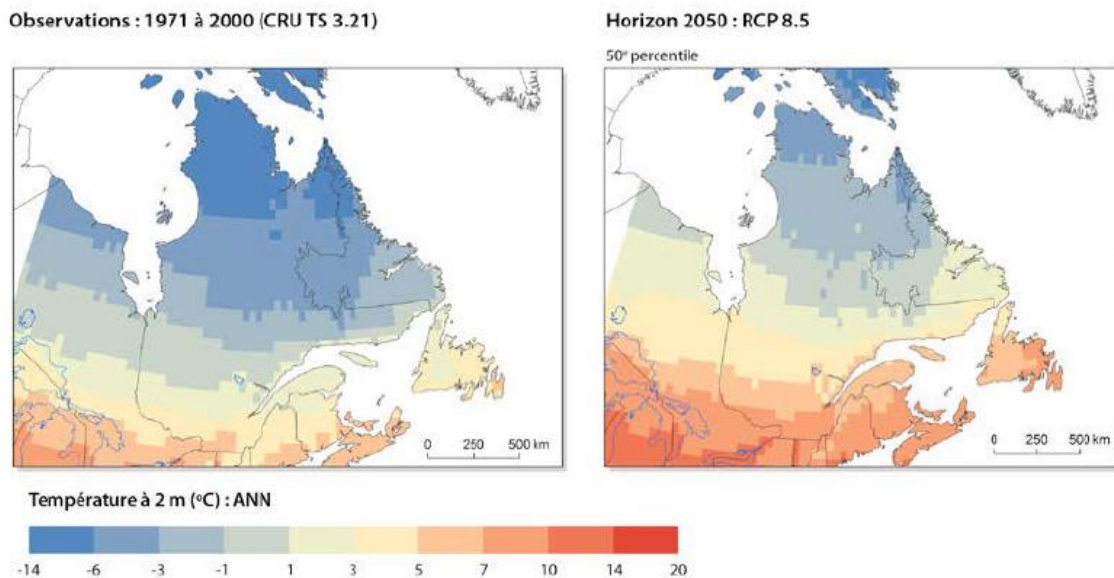 Observations : 1971 à 2000 (CRU TS 3.21)
Horizon 2050 : RCP 8.5
50e percentile
0 250 500 km
0 250 500 km
Température à 2 m (°C) : ANN
-14 -6 -3 -1 1 3 5 7 10 14 20